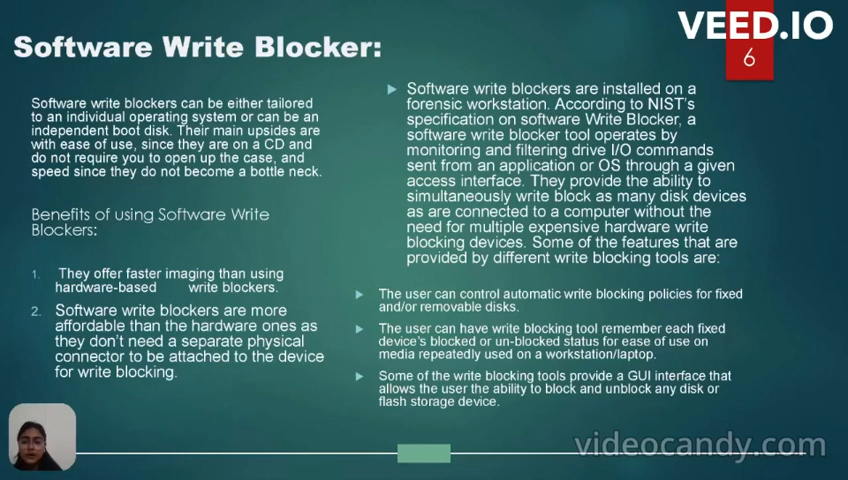 VEED.IO
6
Software Write Blocker:
Software write blockers can be either tailored
to an individual operating system or can be an
independent boot disk. Their main upsides are
with ease of use, since they are on a CD and
do not require you to open up the case, and
speed since they do not become a bottle neck.
Benefits of using Software Write
Blockers:
1. They offer faster imaging than using
hardware-based write blockers.
2. Software write blockers are more
affordable than the hardware ones as
they don’t need a separate physical
connector to be attached to the device
for write blocking.
Software write blockers are installed on a
forensic workstation. According to NIST’s
specification on software Write Blocker, a
software write blocker tool operates by
monitoring and filtering drive I/O commands
sent from an application or OS through a given
access interface. They provide the ability to
simultaneously write block as many disk devices
as are connected to a computer without the
need for multiple expensive hardware write
blocking devices. Some of the features that are
provided by different write blocking tools are:
The user can control automatic write blocking policies for fixed
and/or removable disks.
The user can have write blocking tool remember each fixed
device’s blocked or un-blocked status for ease of use on
media repeatedly used on a workstation/laptop.
Some of the write blocking tools provide a GUI interface that
allows the user the ability to block and unblock any disk or
flash storage device.
videocandy.com